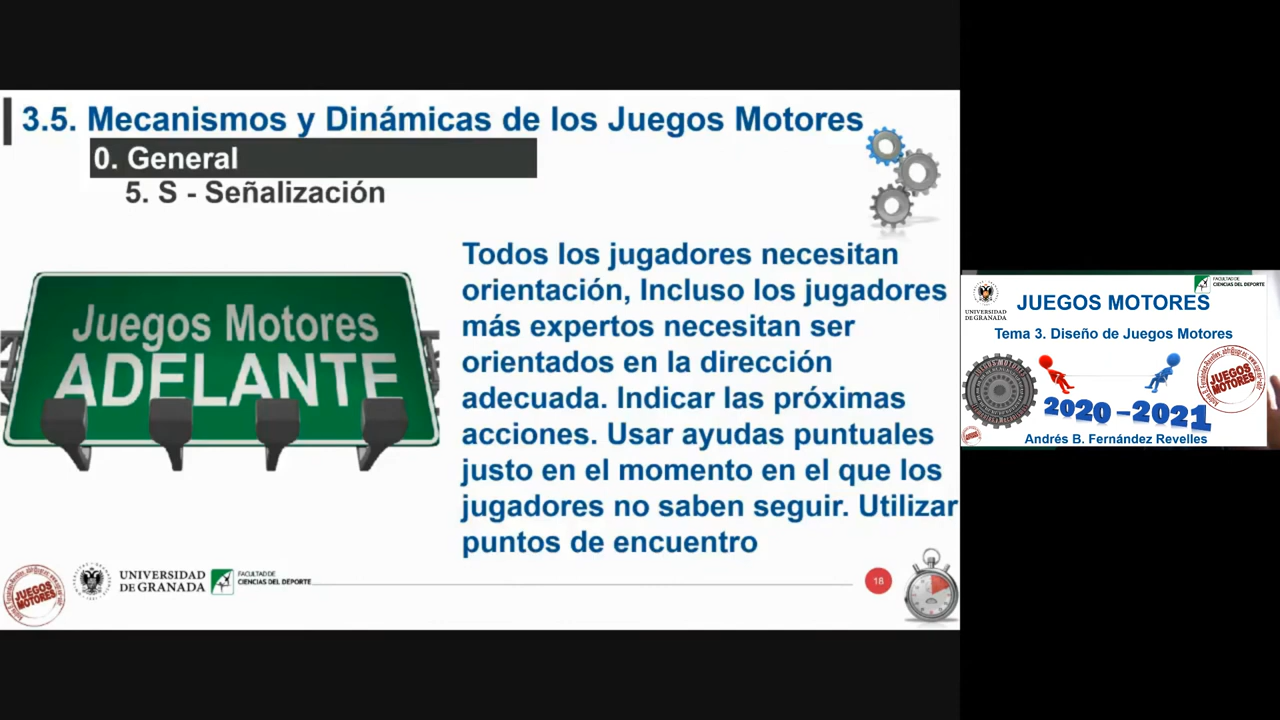 3.5. Mecanismos y Dinámicas de los Juegos Motores
0. General
5. S - Señalización
Juegos Motores
ADELANTE
Todos los jugadores necesitan
orientación, Incluso los jugadores
más expertos necesitan ser
orientados en la dirección
adecuada. Indicar las próximas
acciones. Usar ayudas puntuales
justo en el momento en el que los
jugadores no saben seguir. Utilizar
puntos de encuentro
JUEGOS
MOTORES
UNIVERSIDAD
DE GRANADA
FACULTAD DE
CIENCIAS DEL DEPORTE
18
UNIVERSIDAD
DE GRANADA
FACULTAD DE
CIENCIAS DEL DEPORTE
JUEGOS MOTORES
Tema 3. Diseño de Juegos Motores
JUEGOS
MOTORES
2020 – 2021
Andrés B. Fernández Revelles